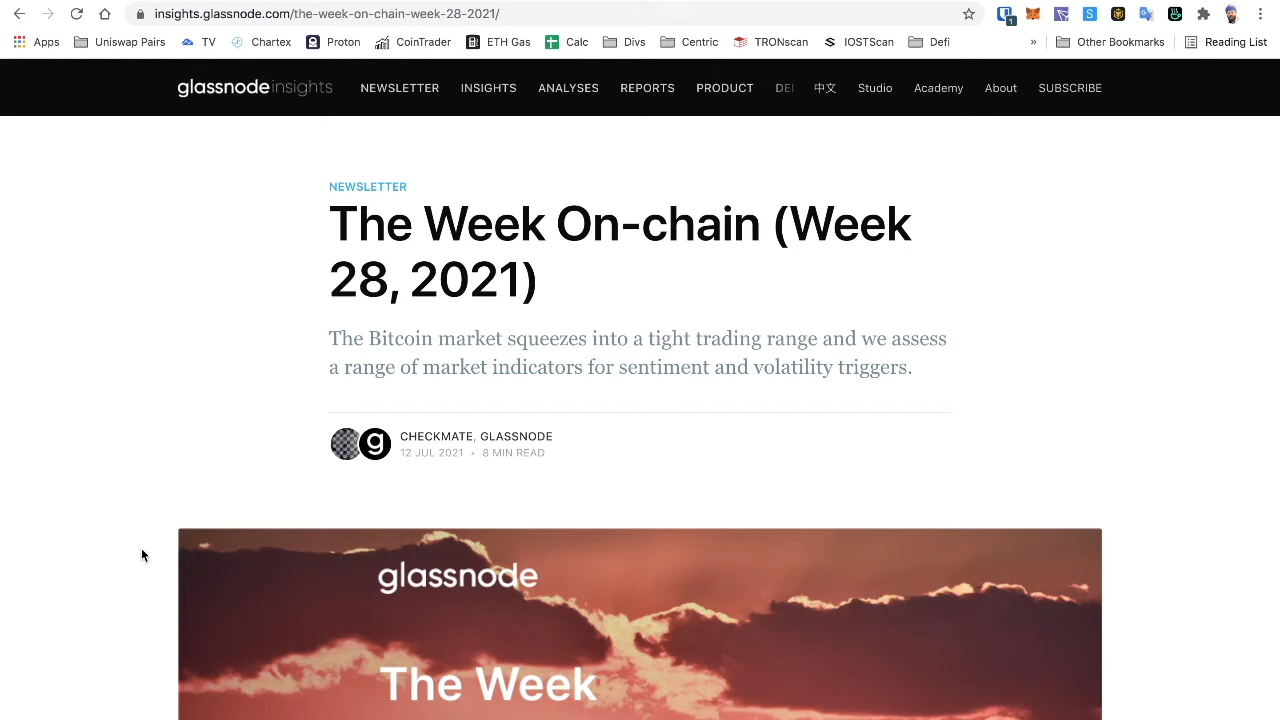 insights.glassnode.com/the-week-on-chain-week-28-2021/
1
Apps Uniswap Pairs TV Chartex Proton CoinTrader ETH Gas Calc Divs Centric TRONscan IOSTScan Defi » Other Bookmarks Reading List
glassnodeinsights NEWSLETTER INSIGHTS ANALYSES REPORTS PRODUCT 中文 Studio Academy About SUBSCRIBE
NEWSLETTER
The Week On-chain (Week
28, 2021)
The Bitcoin market squeezes into a tight trading range and we assess
a range of market indicators for sentiment and volatility triggers.
CHECKMATE, GLASSNODE
12 JUL 2021 • 8 MIN READ
glassnode
The Week